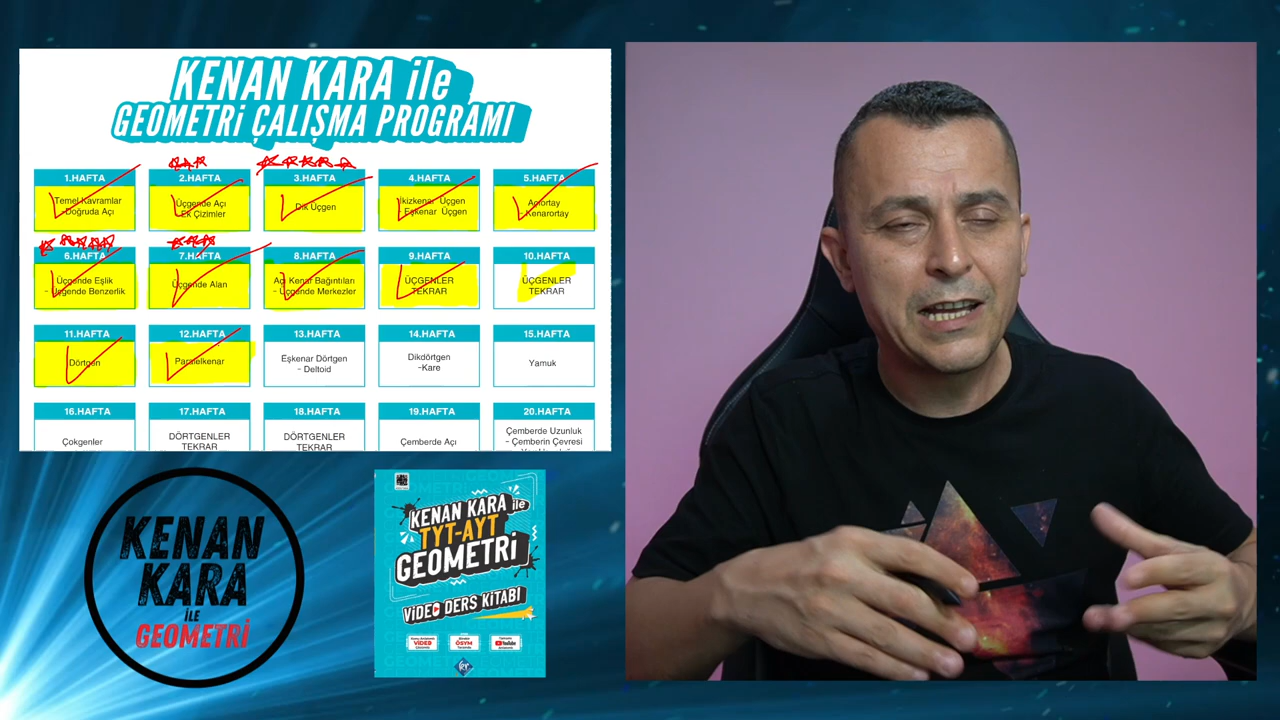 KENAN KARA ile
GEOMETRİ ÇALIŞMA PROGRAMI
1.HAFTA
Temel Kavramlar
- Doğruda Açı
2.HAFTA
Üçgende Açı
- Ek Çizimler
3.HAFTA
Dik Üçgen
4.HAFTA
İkizkenar Üçgen
- Eşkenar Üçgen
5.HAFTA
Açıortay
- Kenarortay
6.HAFTA
Üçgende Eşlik
- Üçgende Benzerlik
7.HAFTA
Üçgende Alan
8.HAFTA
Açı Kenar Bağıntıları
- Üçgende Merkezler
9.HAFTA
ÜÇGENLER
TEKRAR
10.HAFTA
ÜÇGENLER
TEKRAR
11.HAFTA
Dörtgen
12.HAFTA
Paralelkenar
13.HAFTA
Eşkenar Dörtgen
- Deltoid
14.HAFTA
Dikdörtgen
-Kare
15.HAFTA
Yamuk
16.HAFTA
Çokgenler
17.HAFTA
DÖRTGENLER
TEKRAR
18.HAFTA
DÖRTGENLER
TEKRAR
19.HAFTA
Çemberde Açı
20.HAFTA
Çemberde Uzunluk
- Çemberin Çevresi
KENAN
KARA
İLE
GEOMETRİ
KENAN KARA ile
TYT-AYT
GEOMETRİ
VİDEO DERS KİTABI
VİDEO
ÖSYM
YouTube